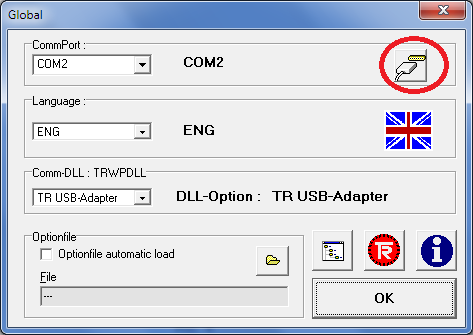 Global
CommPort :
COM2
COM2
Language :
ENG
ENG
Comm-DLL : TRWPDLL
TR USB-Adapter
DLL-Option : TR USB-Adapter
Optionfile
Optionfile automatic load
File
---
TR
i
OK